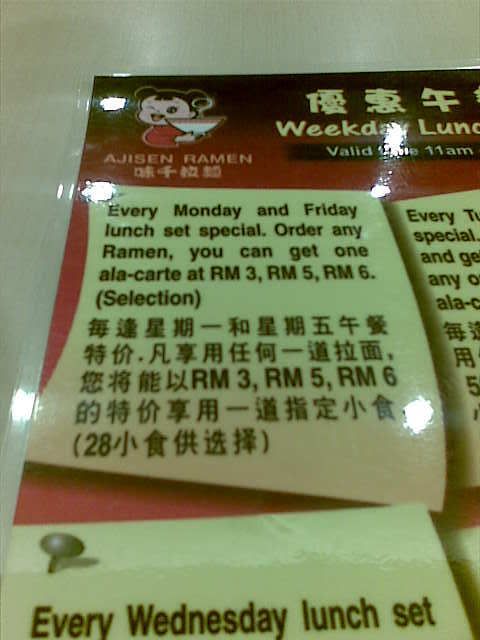 優惠午
Weekday Lunc
Valid 11am
AJISEN RAMEN
味千拉麵
Every Monday and Friday
lunch set special. Order any
Ramen, you can get one
ala-carte at RM 3, RM 5, RM 6.
(Selection)
每逢星期一和星期五午餐
特价.凡享用任何一道拉面,
您将能以RM 3, RM 5, RM 6
的特价享用一道指定小食.
(28小食供选择)
Every Tu
special.
and ge
any o
ala-c
每逢
用
5
Every Wednesday lunch set